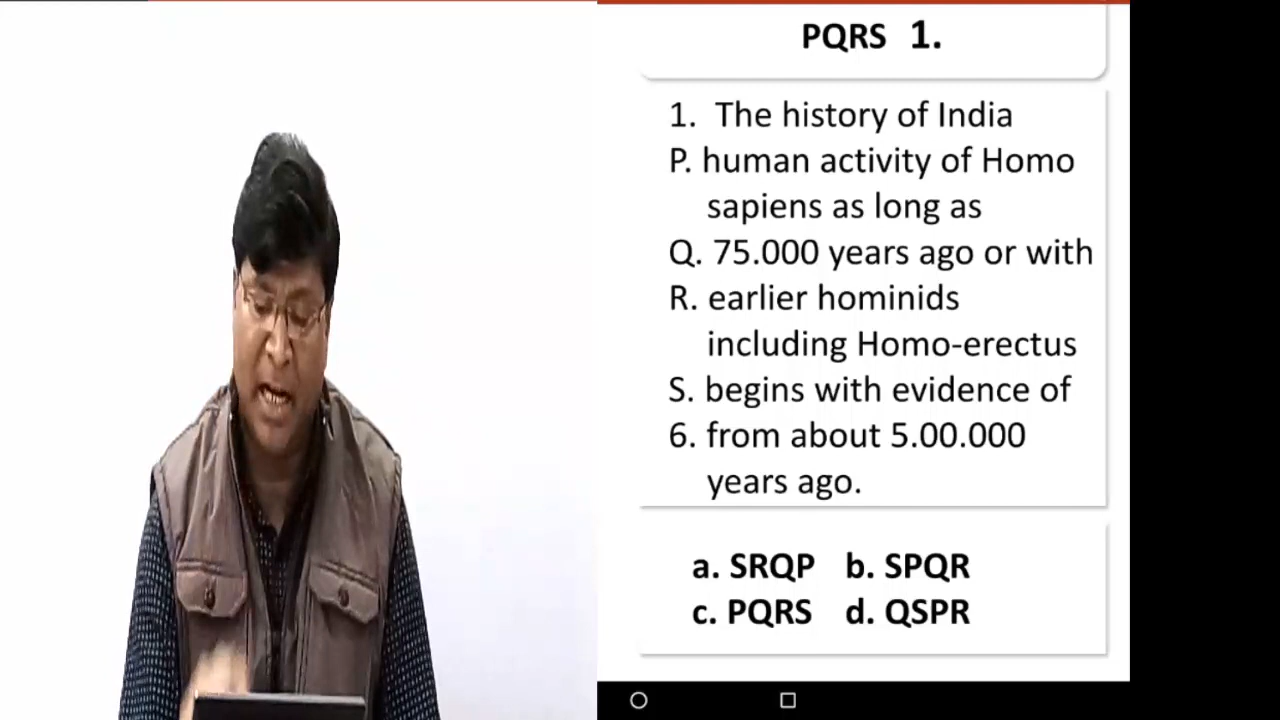 PQRS 1.
1. The history of India
P. human activity of Homo
sapiens as long as
Q. 75.000 years ago or with
R. earlier hominids
including Homo-erectus
S. begins with evidence of
6. from about 5.00.000
years ago.
a. SRQP b. SPQR
c. PQRS d. QSPR